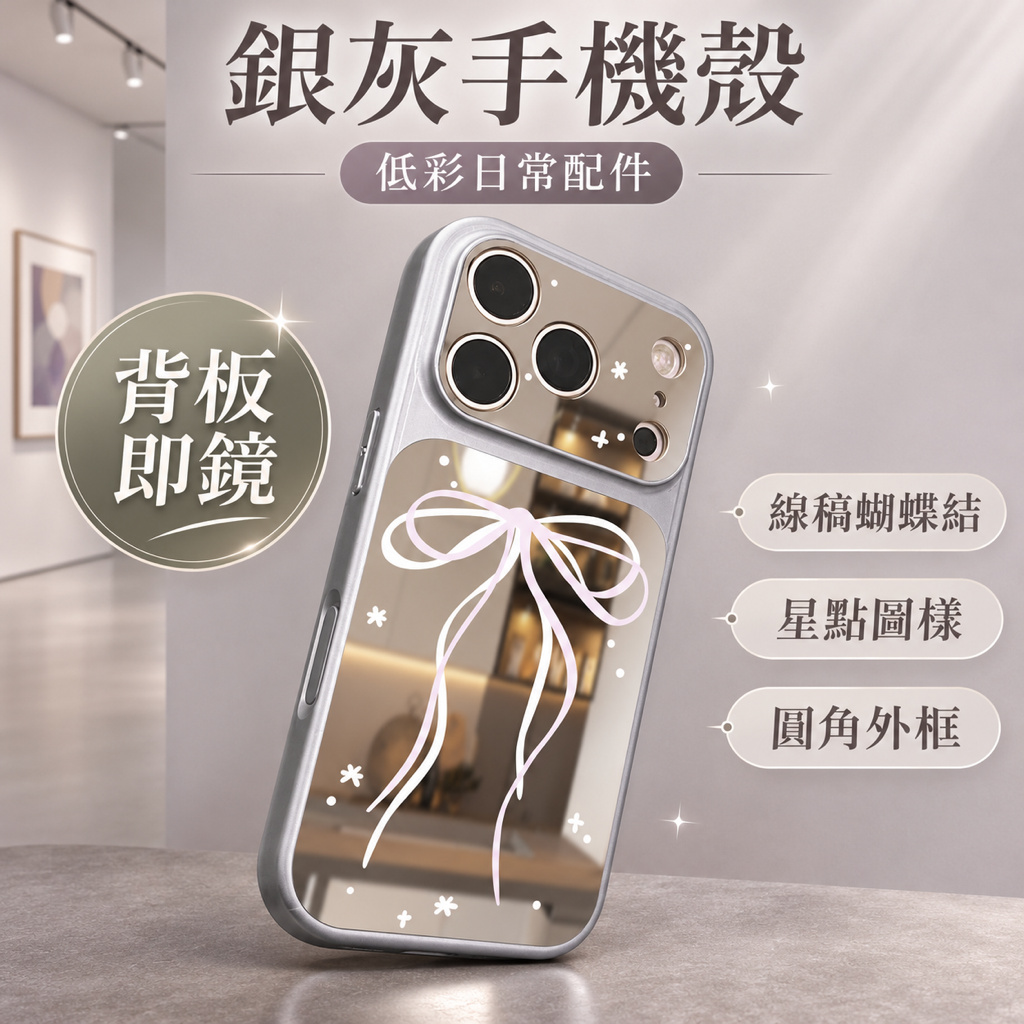 銀灰手機殼
低彩日常配件
背板
即鏡
線稿蝴蝶結
星點圖樣
圓角外框